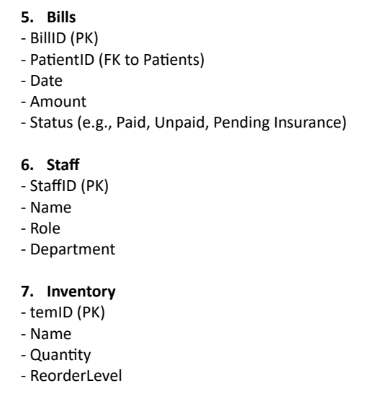 5. Bills
- BillID (PK)
- PatientID (FK to Patients)
- Date
- Amount
- Status (e.g., Paid, Unpaid, Pending Insurance)
6. Staff
- StaffID (PK)
- Name
- Role
- Department
7. Inventory
- temID (PK)
- Name
- Quantity
- ReorderLevel